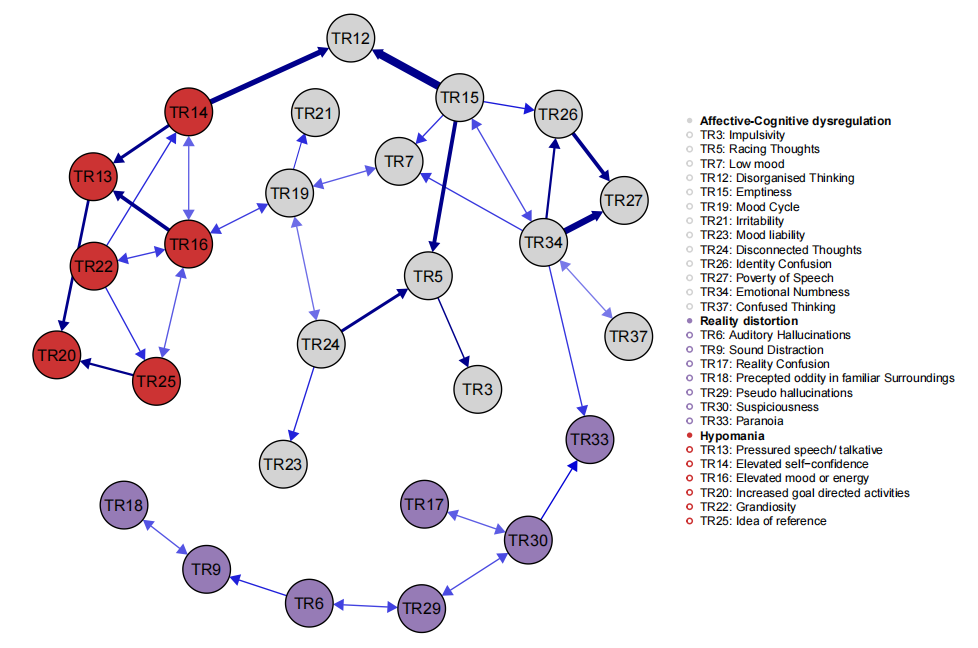 TR12
TR14
TR15
TR21
TR26
TR7
TR13
TR19
TR27
TR16
TR34
TR22
TR5
TR24
TR37
TR20
TR25
TR3
TR33
TR23
TR18
TR17
TR30
TR9
TR6
TR29
Affective-Cognitive dysregulation
TR3: Impulsivity
TR5: Racing Thoughts
TR7: Low mood
TR12: Disorganised Thinking
TR15: Emptiness
TR19: Mood Cycle
TR21: Irritability
TR23: Mood liability
TR24: Disconnected Thoughts
TR26: Identity Confusion
TR27: Poverty of Speech
TR34: Emotional Numbness
TR37: Confused Thinking
Reality distortion
TR6: Auditory Hallucinations
TR9: Sound Distraction
TR17: Reality Confusion
TR18: Precepted oddity in familiar Surroundings
TR29: Pseudo hallucinations
TR30: Suspiciousness
TR33: Paranoia
Hypomania
TR13: Pressured speech/ talkative
TR14: Elevated self−confidence
TR16: Elevated mood or energy
TR20: Increased goal directed activities
TR22: Grandiosity
TR25: Idea of reference